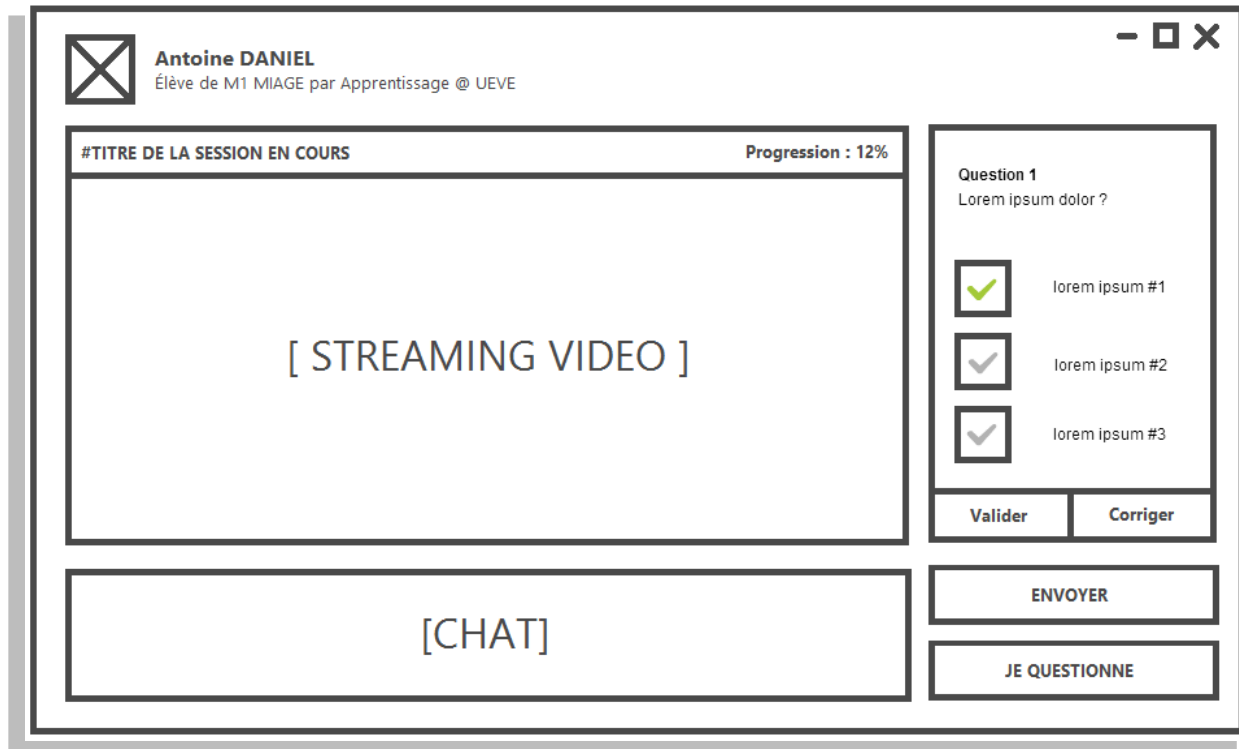 Antoine DANIEL
Élève de M1 MIAGE par Apprentissage @ UEVE
#TITRE DE LA SESSION EN COURS
Progression : 12%
[ STREAMING VIDEO ]
[CHAT]
Question 1
Lorem ipsum dolor ?
lorem ipsum #1
lorem ipsum #2
lorem ipsum #3
Valider
Corriger
ENVOYER
JE QUESTIONNE